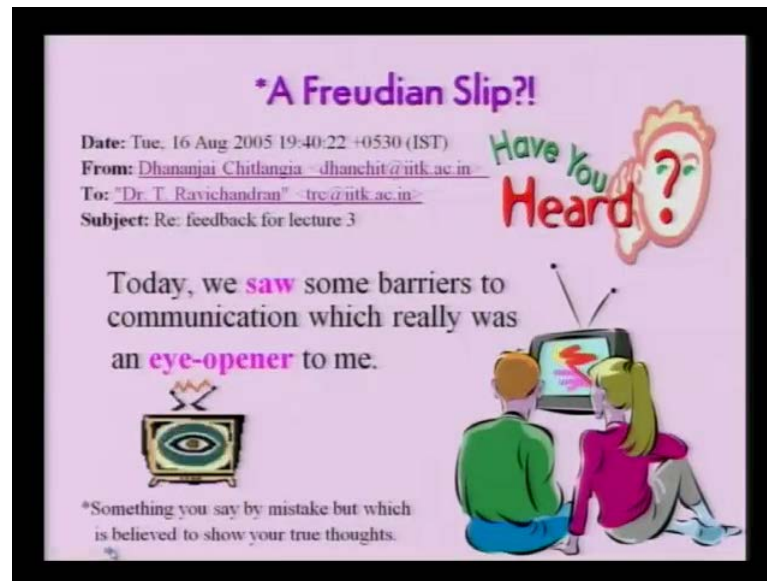 *A Freudian Slip?!
Date: Tue, 16 Aug 2005 19:40:22 +0530 (IST)
From: Dhananjai Chitlangia <dhanchit@iitk.ac.in>
To: "Dr. T. Ravichandran" <trc@iitk.ac.in>
Subject: Re: feedback for lecture 3
Have You
Heard ?
Today, we saw some barriers to
communication which really was
an eye-opener to me.
*Something you say by mistake but which
is believed to show your true thoughts.